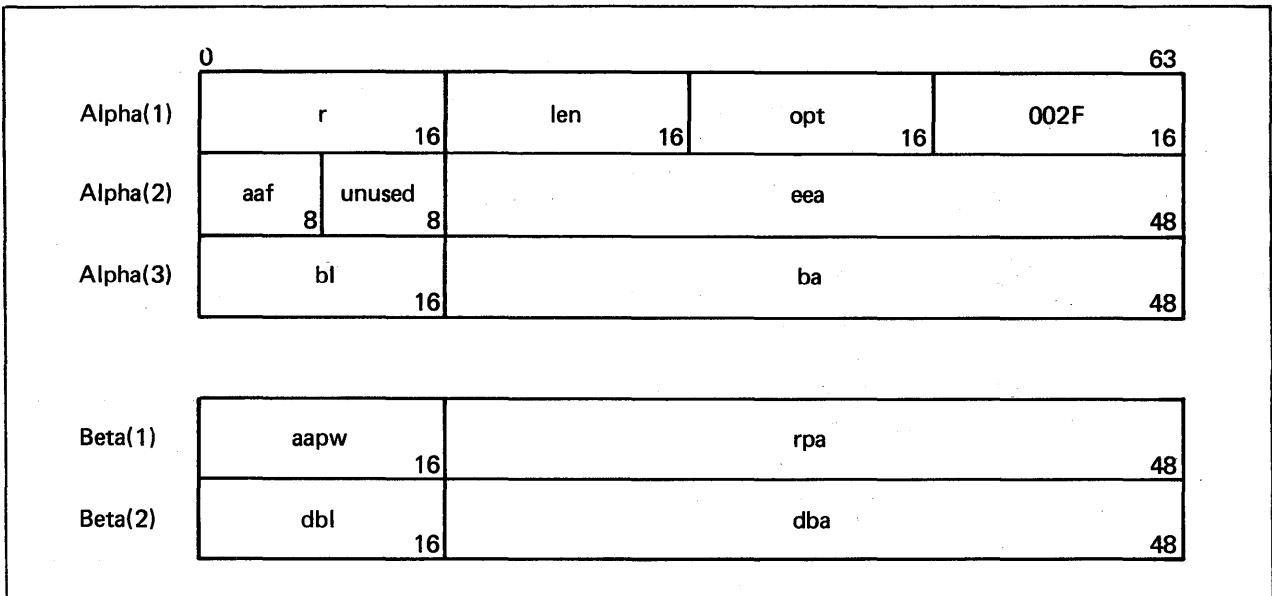 0 63
Alpha(1) r 16 len 16 opt 16 002F 16
Alpha(2) aaf 8 unused 8 eea 48
Alpha(3) bl 16 ba 48
Beta(1) aapw 16 rpa 48
Beta(2) dbl 16 dba 48